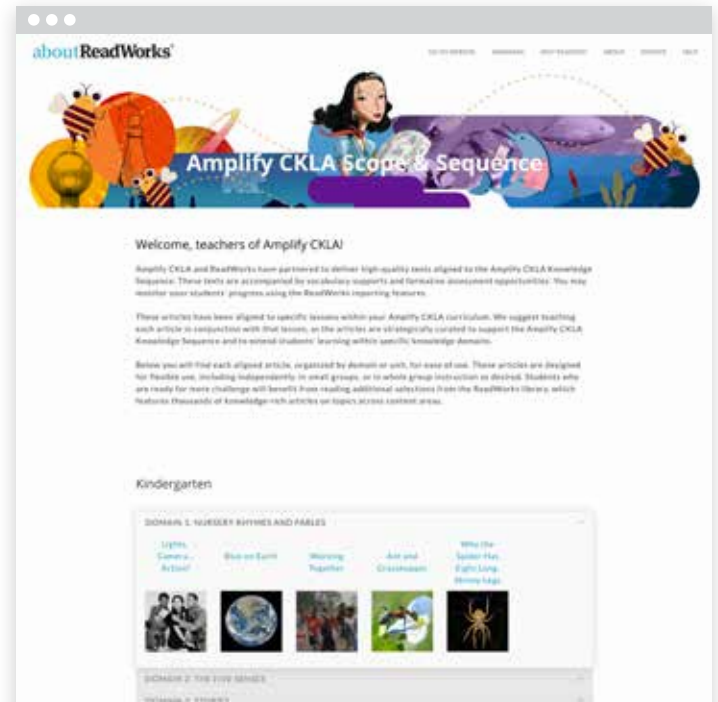 aboutReadWorks®
ABOUT
DONATE
HELP
Amplify CKLA Scope & Sequence
Welcome, teachers of Amplify CKLA!
Amplify CKLA and ReadWorks have partnered to deliver high-quality texts aligned to the Amplify CKLA Knowledge
Sequence. These texts are accompanied by vocabulary supports and formative assessment opportunities. You may
monitor your students' progress using the ReadWorks reporting features.
These articles have been aligned to specific lessons within your Amplify CKLA curriculum. We suggest teaching
each article in conjunction with that lesson, as the articles are strategically curated to support the Amplify CKLA
Knowledge Sequence and to extend students' learning within specific knowledge domains.
Below you will find each aligned article, organized by domain or unit, for ease of use. These articles are designed
for flexible use, including independently, in small groups, or in whole group instruction as desired. Students who
are ready for more challenge will benefit from reading additional selections from the ReadWorks library, which
features thousands of knowledge-rich articles on topics across content areas.
Kindergarten
DOMAIN 1: NURSERY RHYMES AND FABLES
Lights,
Camera...
Action!
Blue on Earth
Working
Together
Ant and
Grasshopper
Why the
Spider Has
Eight Long,
Skinny Legs
DOMAIN 2: THE FIVE SENSES
DOMAIN 3: STORIES